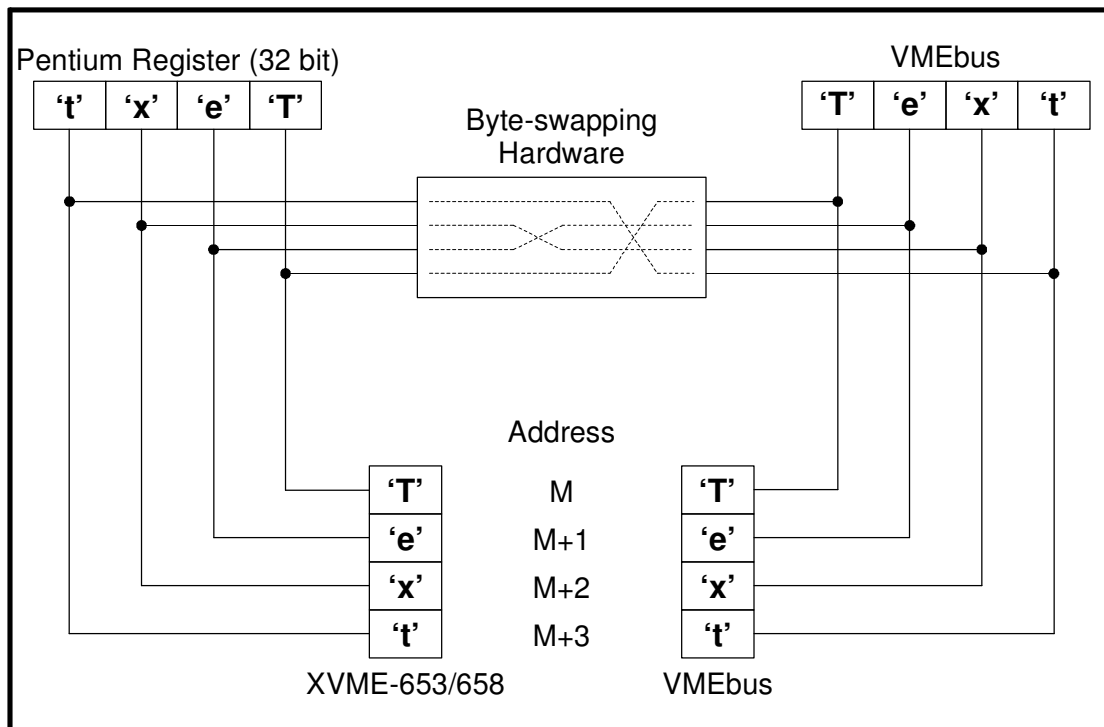 Pentium Register (32 bit)
‘t’ ‘x’ ‘e’ ‘T’
VMEbus
‘T’ ‘e’ ‘x’ ‘t’
Byte-swapping
Hardware
Address
‘T’ M ‘T’
‘e’ M+1 ‘e’
‘x’ M+2 ‘x’
‘t’ M+3 ‘t’
XVME-653/658 VMEbus